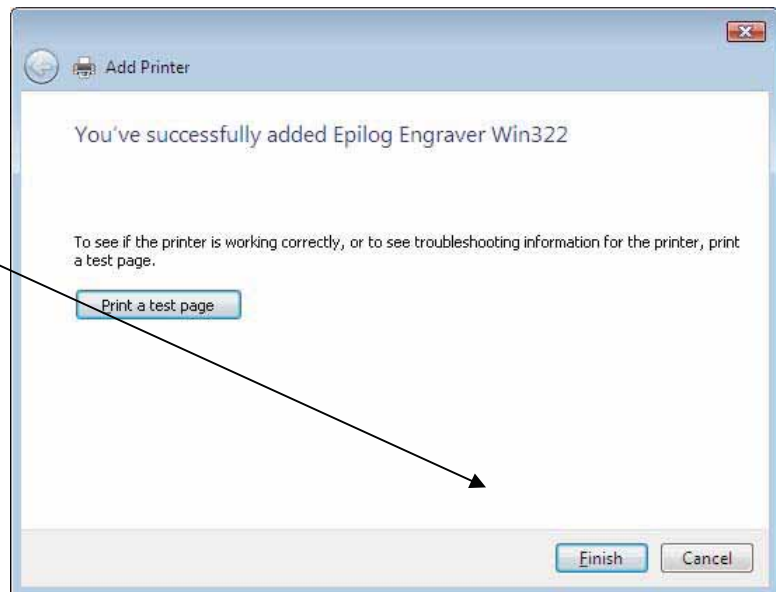 Add Printer
You've successfully added Epilog Engraver Win322
To see if the printer is working correctly, or to see troubleshooting information for the printer, print
a test page.
Print a test page
Finish Cancel